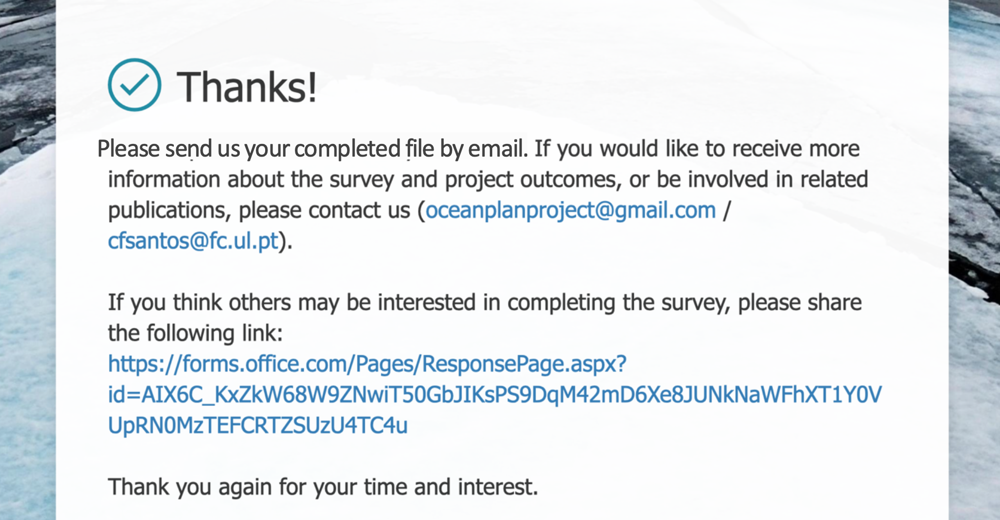 Thanks!
Please send us your completed file by email. If you would like to receive more
information about the survey and project outcomes, or be involved in related
publications, please contact us (oceanplanproject@gmail.com /
cfsantos@fc.ul.pt).
If you think others may be interested in completing the survey, please share
the following link:
https://forms.office.com/Pages/ResponsePage.aspx?
id=AIX6C_KxZkW68W9ZNwiT50GbJIKsPS9DqM42mD6Xe8JUNkNaWFhXT1Y0V
UpRN0MzTEFCRTZSUzU4TC4u
Thank you again for your time and interest.